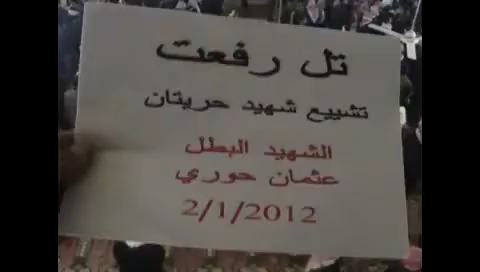 تل رفعت
تشييع شهيد حريتان
الشهيد البطل
عثمان حوري
2/1/2012